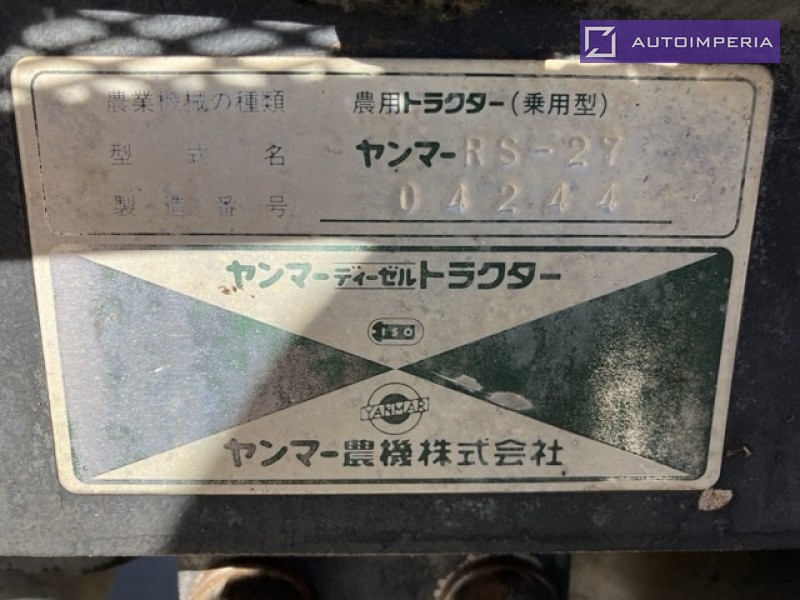 AUTOIMPERIA
農業機械の種類 農用トラクター(乗用型)
型式名 ヤンマーRS-27
製造番号 04244
ヤンマーディーゼルトラクター
ISO
YANMAR
ヤンマー農機株式会社